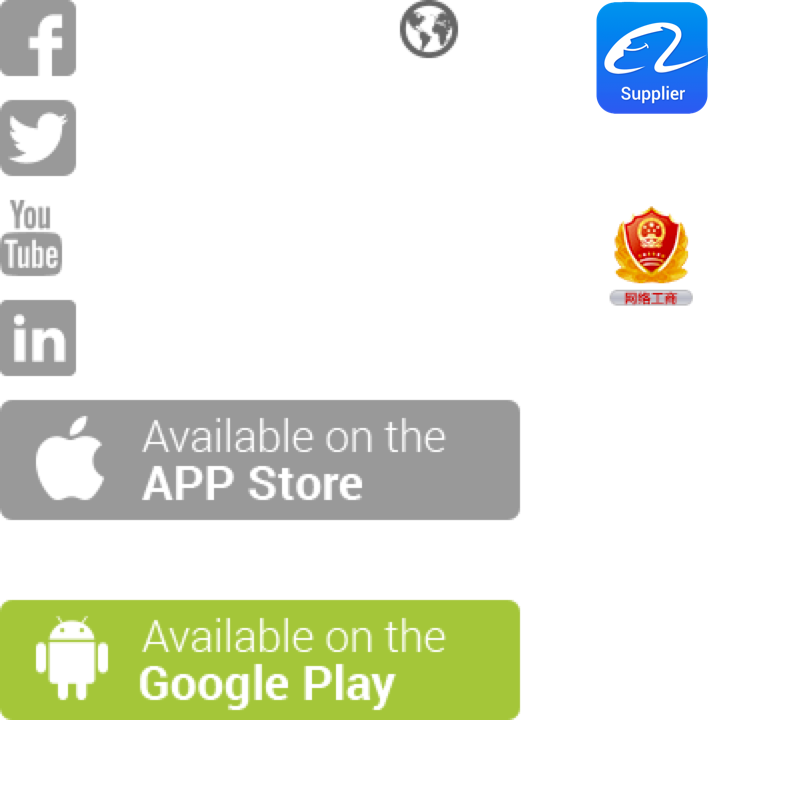 f
Supplier
You
Tube
网络工商
in
Available on the
APP Store
Available on the
Google Play